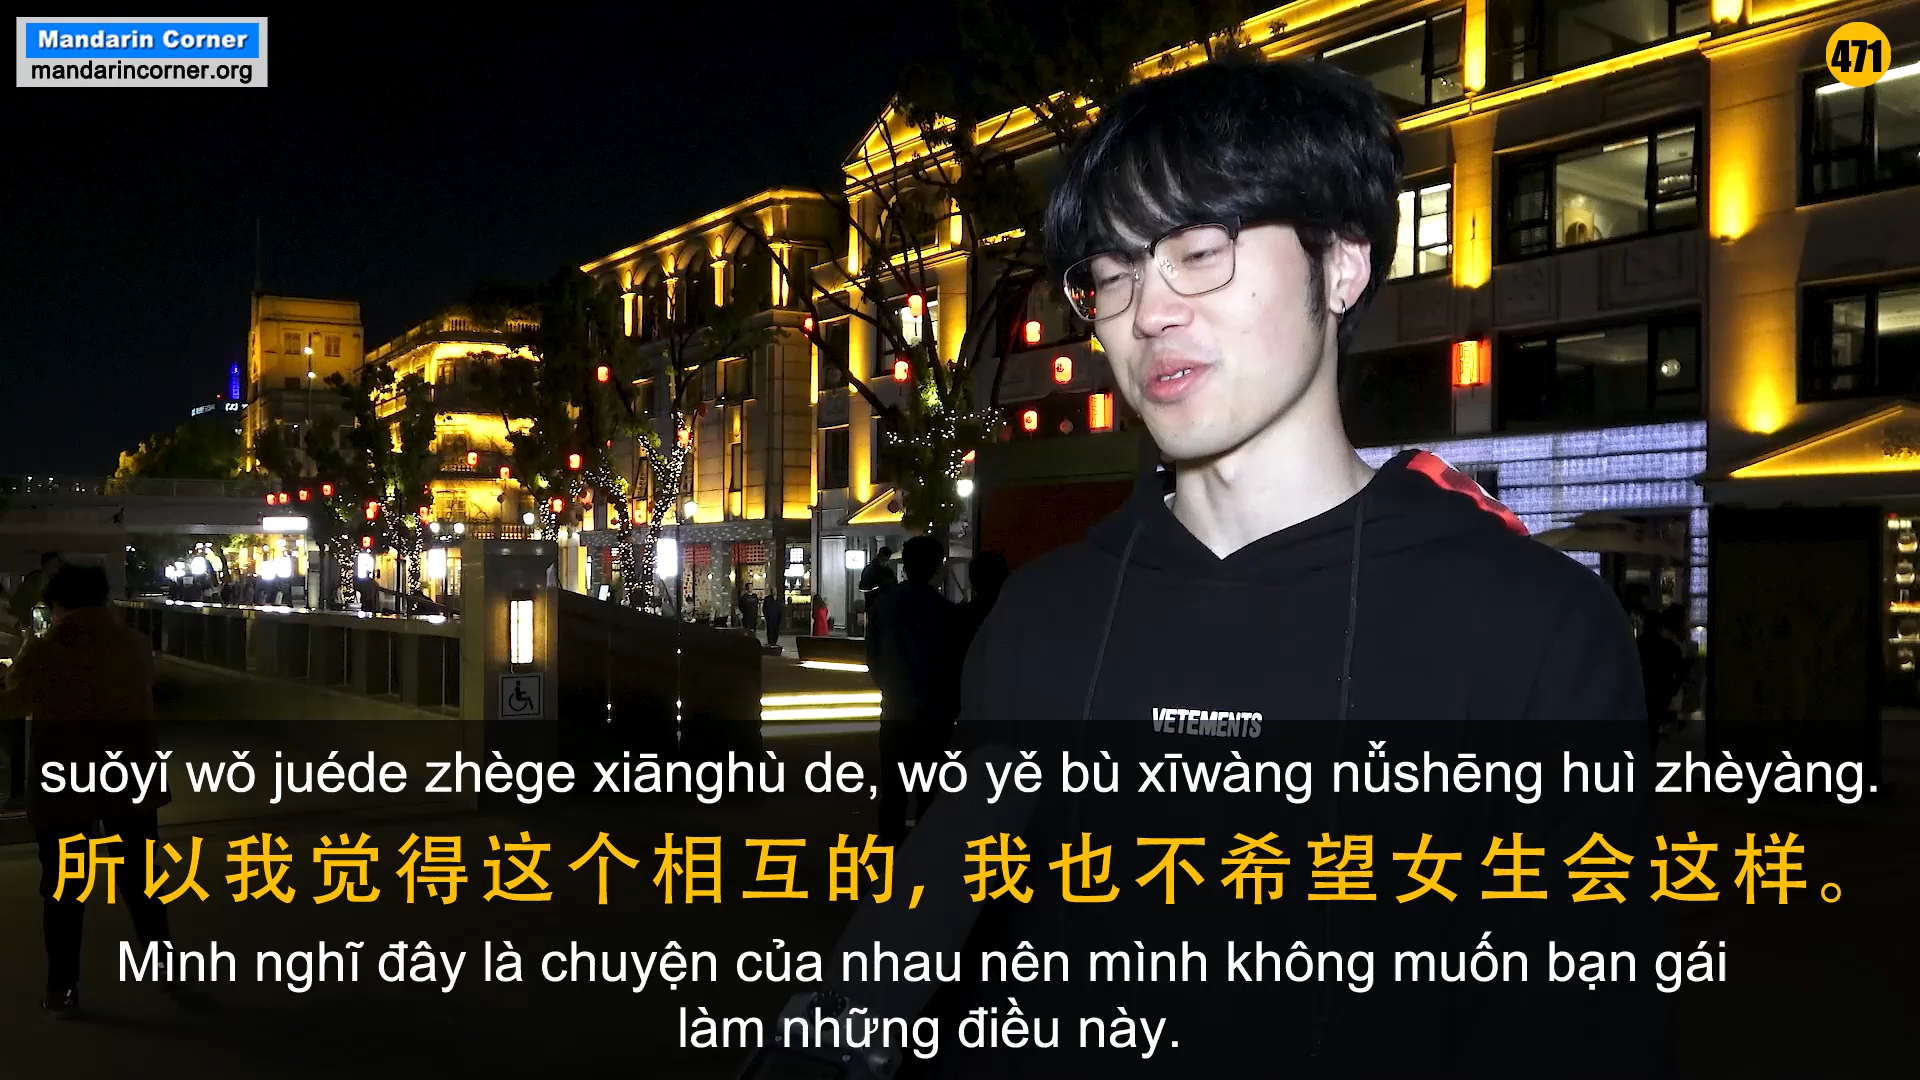 Mandarin Corner
mandarincorner.org
471
VETEMENTS
suǒyǐ wǒ juéde zhège xiānghù de, wǒ yě bù xīwàng nǚshēng huì zhèyàng.
所以我觉得这个相互的, 我也不希望女生会这样。
Mình nghĩ đây là chuyện của nhau nên mình không muốn bạn gái
làm những điều này.